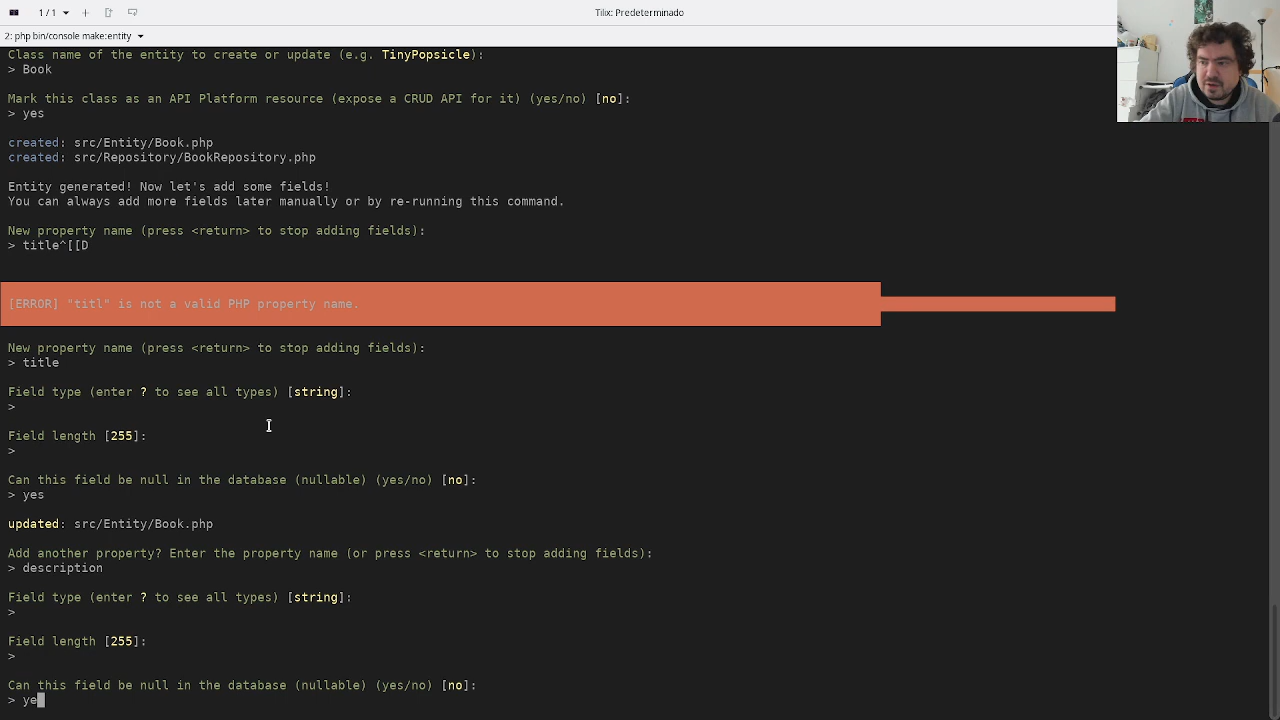 1 / 1
Tilix: Predeterminado
2: php bin/console make:entity
Class name of the entity to create or update (e.g. TinyPopsicle):
> Book
Mark this class as an API Platform resource (expose a CRUD API for it) (yes/no) [no]:
> yes
created: src/Entity/Book.php
created: src/Repository/BookRepository.php
Entity generated! Now let's add some fields!
You can always add more fields later manually or by re-running this command.
New property name (press <return> to stop adding fields):
> title^[[D
[ERROR] "titl" is not a valid PHP property name.
New property name (press <return> to stop adding fields):
> title
Field type (enter ? to see all types) [string]:
>
Field length [255]:
>
Can this field be null in the database (nullable) (yes/no) [no]:
> yes
updated: src/Entity/Book.php
Add another property? Enter the property name (or press <return> to stop adding fields):
> description
Field type (enter ? to see all types) [string]:
>
Field length [255]:
>
Can this field be null in the database (nullable) (yes/no) [no]:
> ye